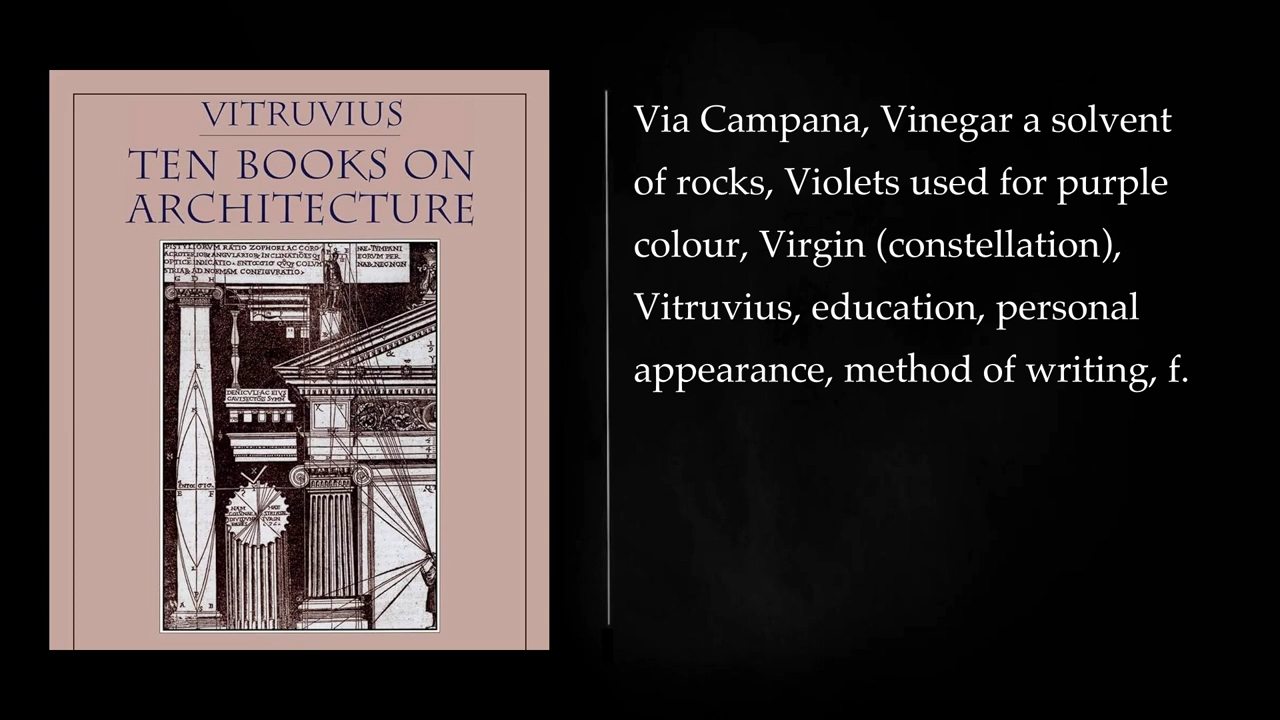 VITRUVIUS
TEN BOOKS ON
ARCHITECTURE
Via Campana, Vinegar a solvent
of rocks, Violets used for purple
colour, Virgin (constellation),
Vitruvius, education, personal
appearance, method of writing, f.